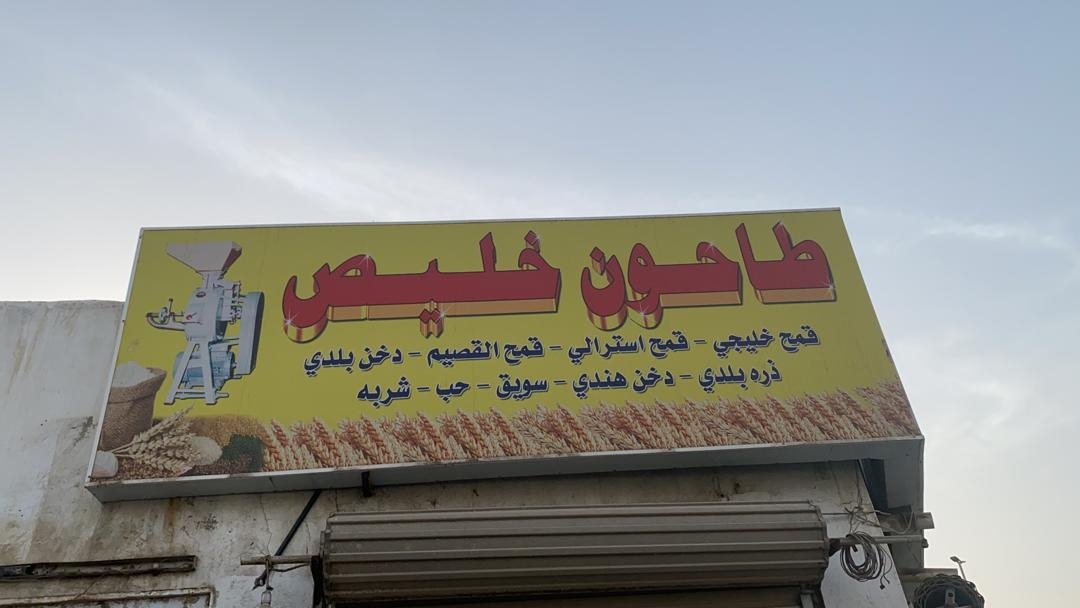 طاحون خليص
قمح خليجي - قمح استرالي - قمح القصيم - دخن بلدي
ذره بلدي - دخن هندي - سويق - حب - شربه